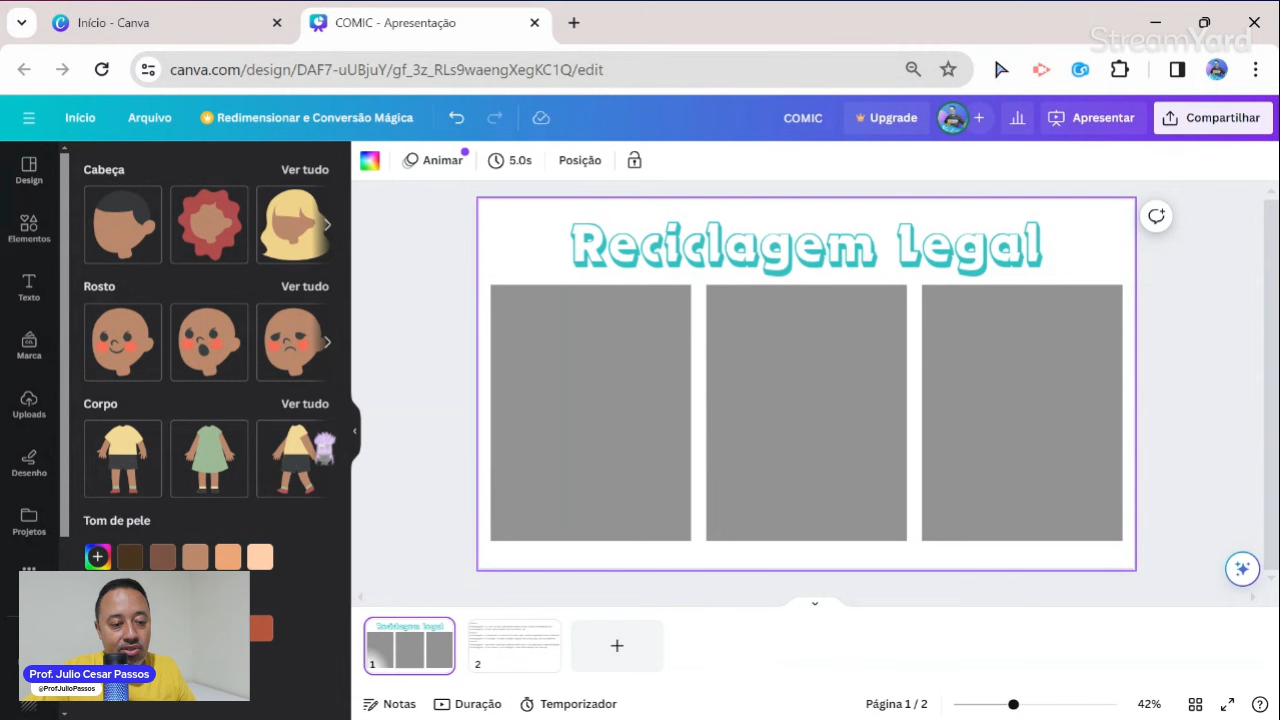 Início - Canva
COMIC - Apresentação
StreamYard
canva.com/design/DAF7-uUBjuY/gf_3z_RLs9waengXegKC1Q/edit
Início
Arquivo
Redimensionar e Conversão Mágica
COMIC
Upgrade
Apresentar
Compartilhar
Design
Elementos
Texto
Marca
Uploads
Desenho
Projetos
Cabeça
Ver tudo
Rosto
Ver tudo
Corpo
Ver tudo
Tom de pele
Animar
5.0s
Posição
Reciclagem Legal
Reciclagem Legal
1
2
Prof. Julio Cesar Passos
@ProfJulioPassos
Notas
Duração
Temporizador
Página 1 / 2
42%